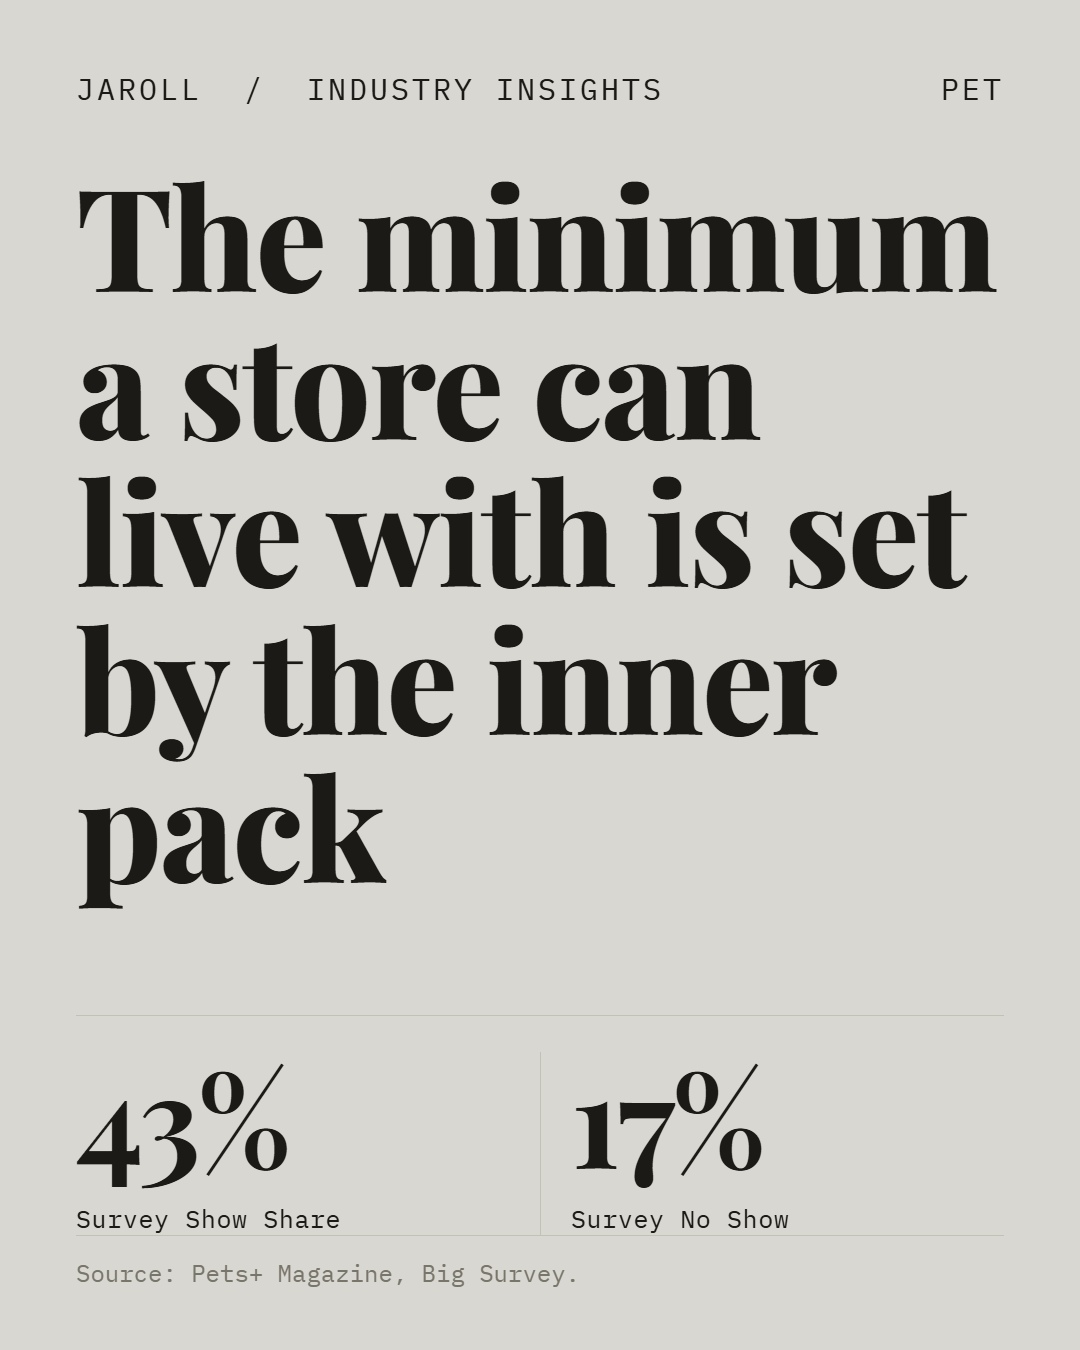 JAROLL / INDUSTRY INSIGHTS PET
The minimum
a store can
live with is set
by the inner
pack
43% 17%
Survey Show Share Survey No Show
Source: Pets+ Magazine, Big Survey.